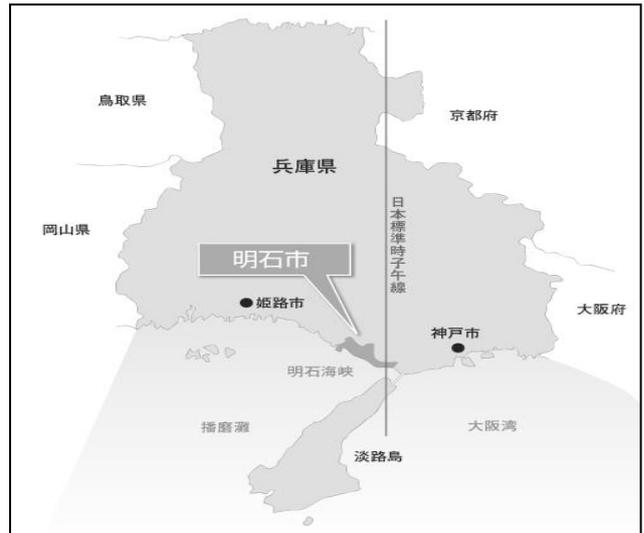 鳥取県
京都府
兵庫県
日本標準時子午線
岡山県
明石市
姫路市
大阪府
神戸市
明石海峡
播磨灘
大阪湾
淡路島